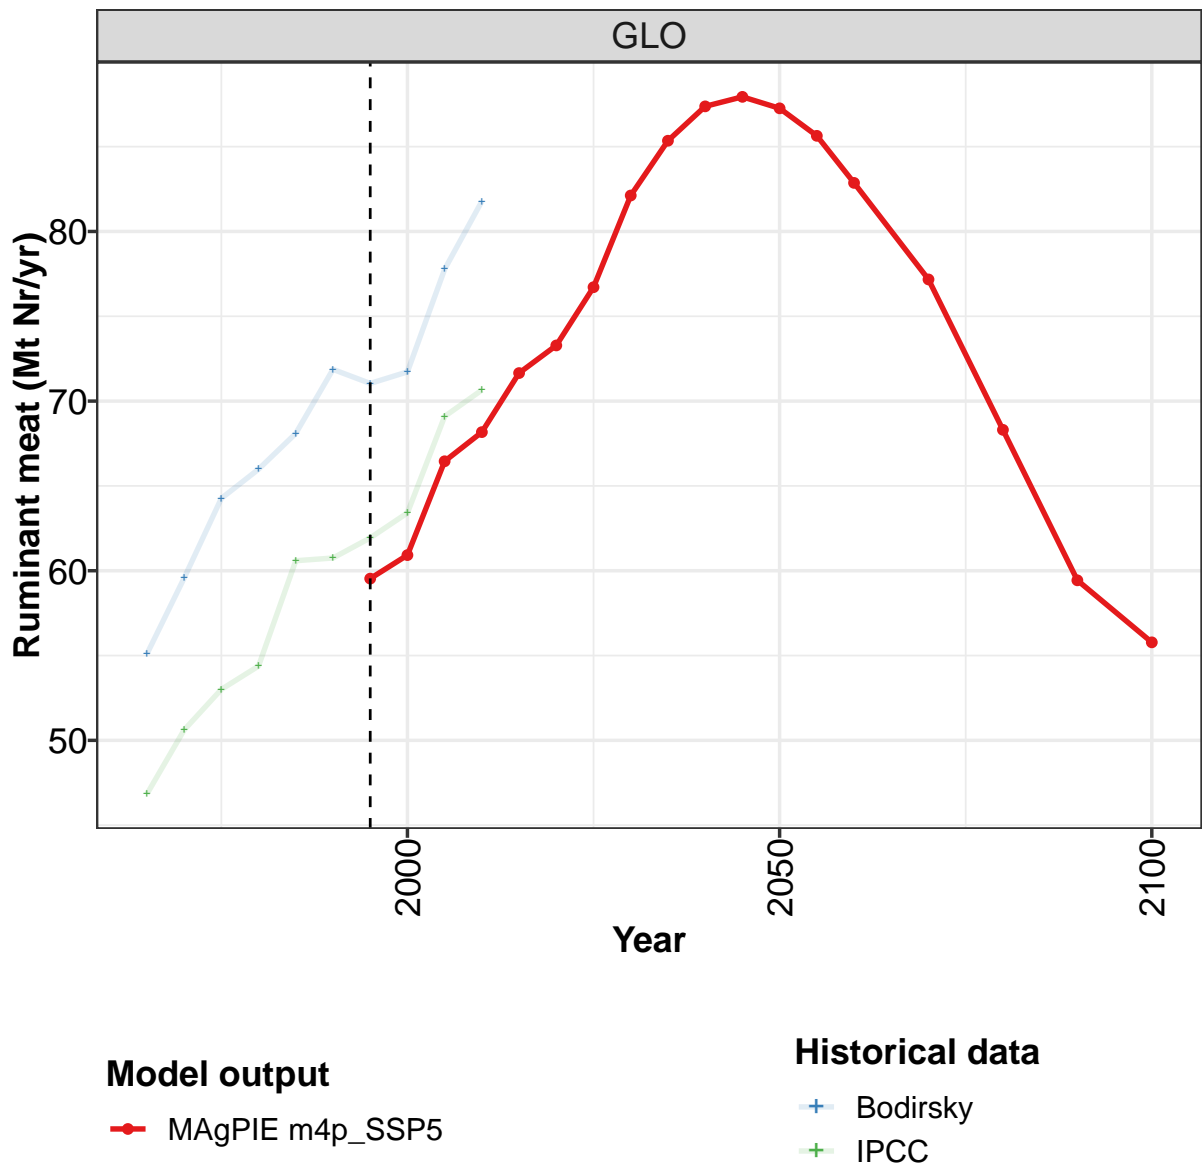 GLO
Ruminant meat (Mt Nr/yr)
80
70
60
50
2000
2050
2100
Year
Model output
MAgPIE m4p_SSP5
Historical data
Bodirsky
IPCC